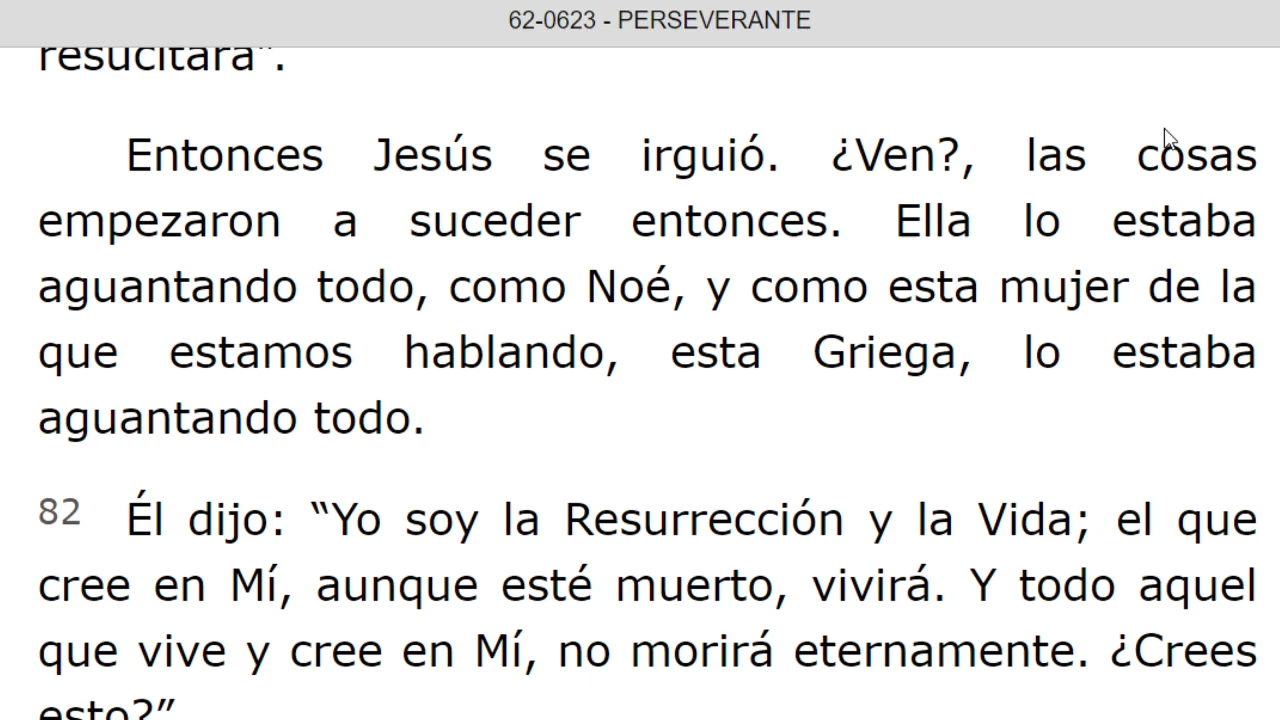 62-0623 - PERSEVERANTE
resucitará”.
Entonces Jesús se irguió. ¿Ven?, las cosas
empezaron a suceder entonces. Ella lo estaba
aguantando todo, como Noé, y como esta mujer de la
que estamos hablando, esta Griega, lo estaba
aguantando todo.
82 Él dijo: “Yo soy la Resurrección y la Vida; el que
cree en Mí, aunque esté muerto, vivirá. Y todo aquel
que vive y cree en Mí, no morirá eternamente. ¿Crees
esto?”